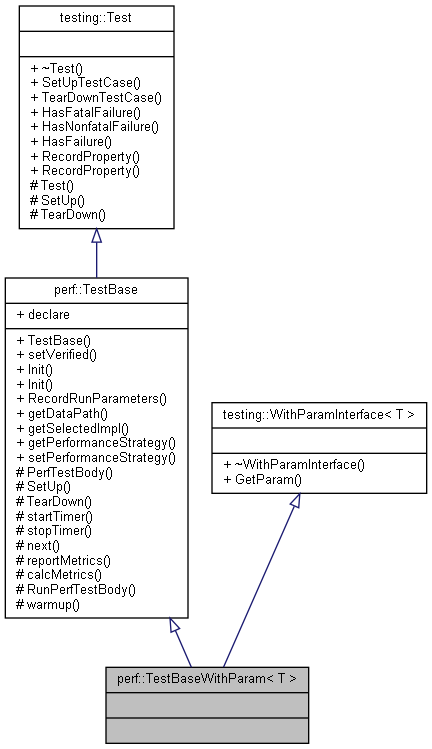 testing::Test
+ ~Test()
+ SetUpTestCase()
+ TearDownTestCase()
+ HasFatalFailure()
+ HasNonfatalFailure()
+ HasFailure()
+ RecordProperty()
+ RecordProperty()
# Test()
# SetUp()
# TearDown()
perf::TestBase
+ declare
+ TestBase()
+ setVerified()
+ Init()
+ Init()
+ RecordRunParameters()
+ getDataPath()
+ getSelectedImpl()
+ getPerformanceStrategy()
+ setPerformanceStrategy()
# PerfTestBody()
# SetUp()
# TearDown()
# startTimer()
# stopTimer()
# next()
# reportMetrics()
# calcMetrics()
# RunPerfTestBody()
# warmup()
testing::WithParamInterface< T >
+ ~WithParamInterface()
+ GetParam()
perf::TestBaseWithParam< T >